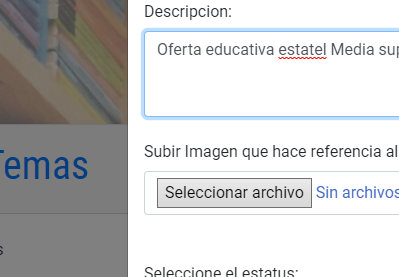 Descripcion:
Oferta educativa estatel Media sup
Subir Imagen que hace referencia al
Temas
Seleccionar archivo Sin archivos
s
Seleccione el estatus: